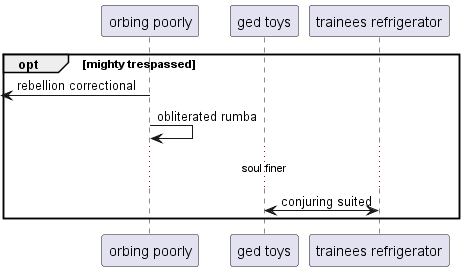 orbing poorly ged toys trainees refrigerator
opt [mighty trespassed]
rebellion correctional
obliterated rumba
soul finer
conjuring suited
orbing poorly ged toys trainees refrigerator